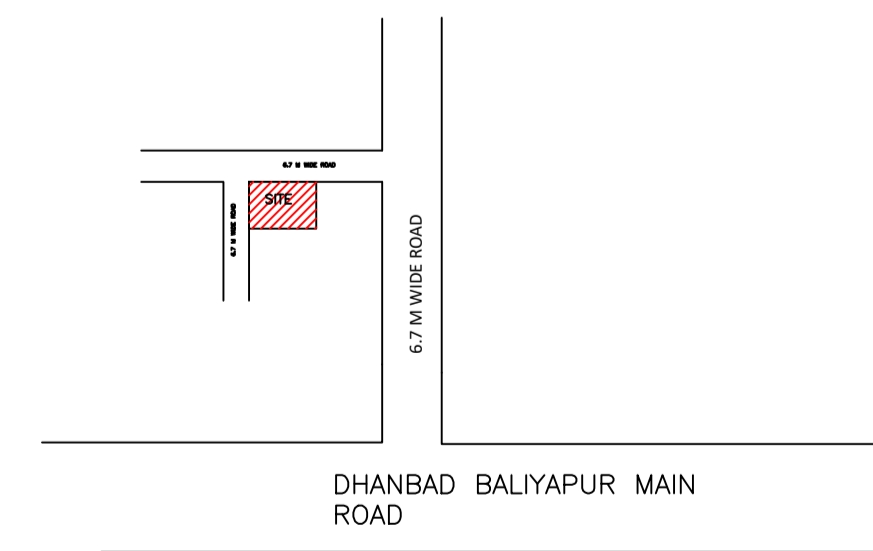 6.7 M WIDE ROAD
SITE
6.7 M WIDE ROAD
6.7 M WIDE ROAD
DHANBAD BALIYAPUR MAIN
ROAD